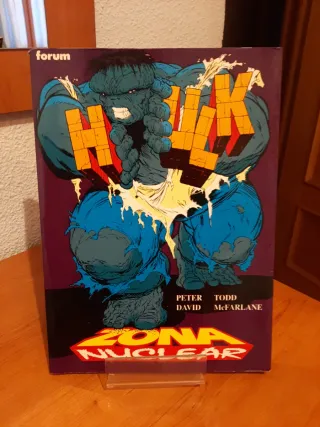 forum
HULK
PETER TODD
DAVID McFARLANE
ZONA
NUCLEAR